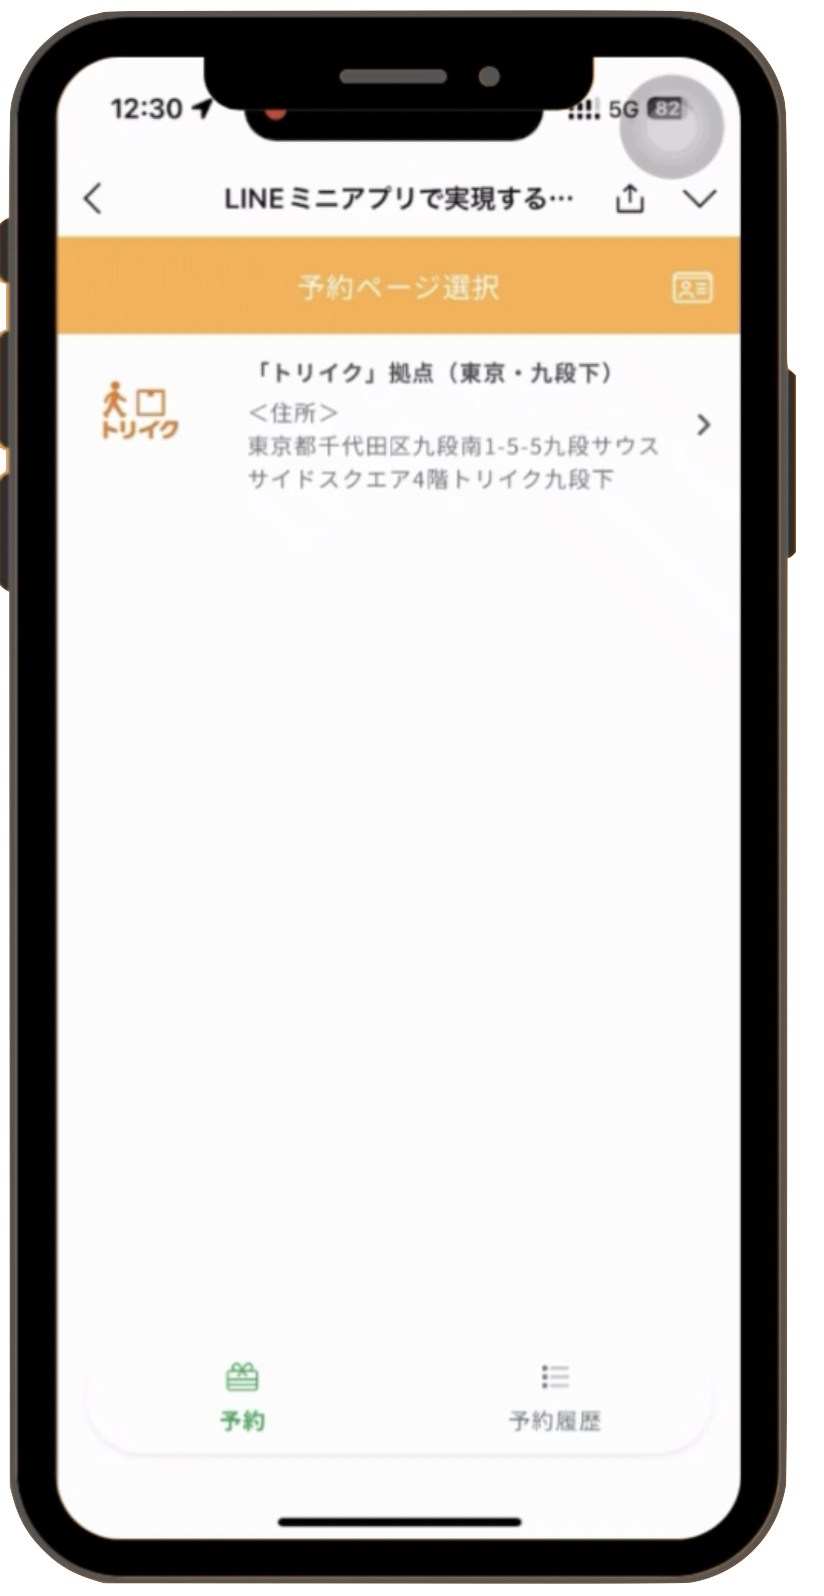 12:30
5G 82
LINEミニアプリで実現する…
予約ページ選択
トリイク
「トリイク」拠点（東京・九段下）
＜住所＞
東京都千代田区九段南1-5-5九段サウス
サイドスクエア4階トリイク九段下
予約
予約履歴